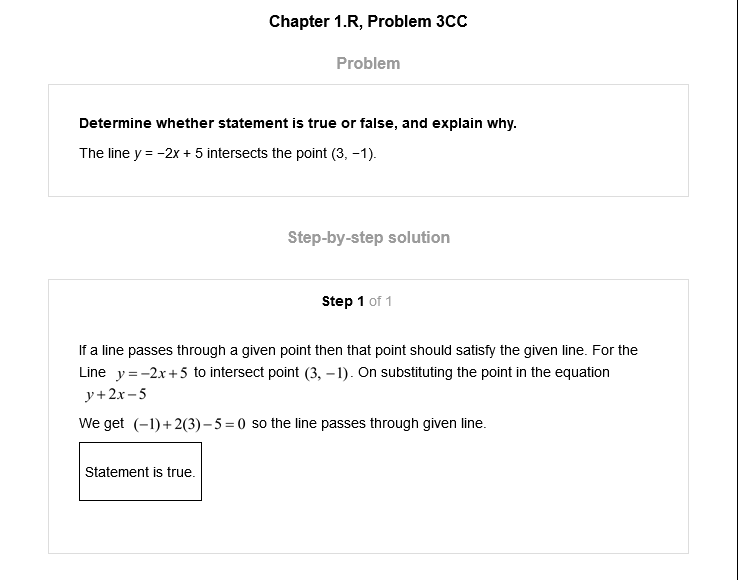 Chapter 1.R, Problem 3CC
Problem
Determine whether statement is true or false, and explain why.
The line y = −2x + 5 intersects the point (3, −1).
Step-by-step solution
Step 1 of 1
If a line passes through a given point then that point should satisfy the given line. For the
Line y = −2x + 5 to intersect point (3, −1). On substituting the point in the equation
y + 2x − 5
We get (−1) + 2(3) − 5 = 0 so the line passes through given line.
Statement is true.